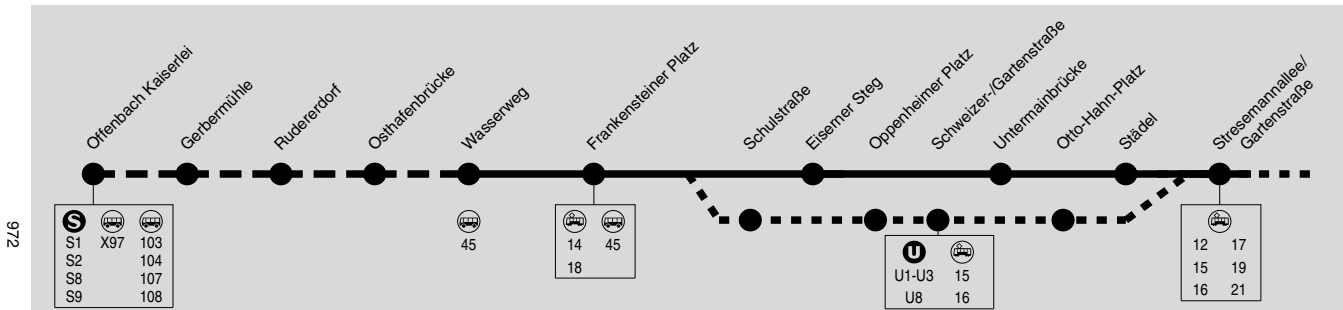 Offenbach Kaiserlei
Gerbermühle
Rudererdorf
Osthafenbrücke
Wasserweg
Frankensteiner Platz
Schulstraße
Eiserner Steg
Oppenheimer Platz
Schweizer-/Gartenstraße
Untermainbrücke
Otto-Hahn-Platz
Städel
Stresemannallee/
Gartenstraße
S
S1 X97 103
S2 104
S8 107
S9 108
45
14 45
18
U
U1-U3 15
U8 16
12 17
15 19
16 21
972